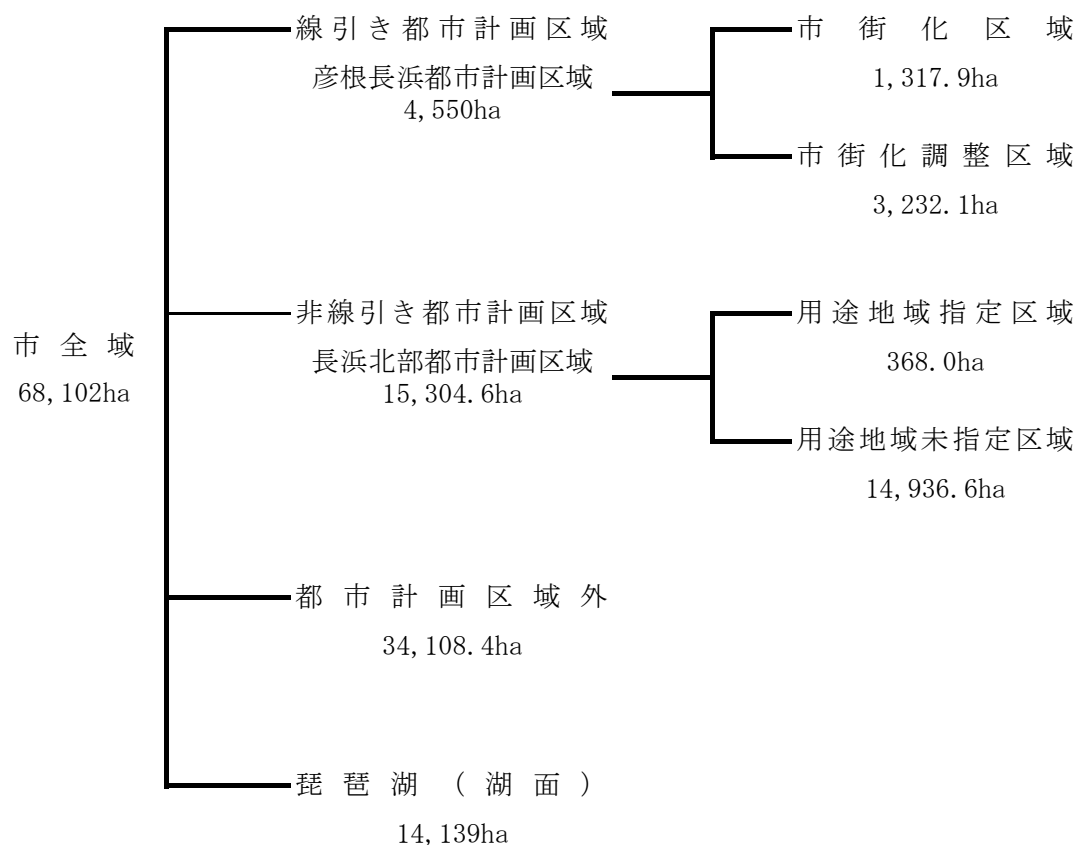 線引き都市計画区域
彦根長浜都市計画区域
4,550ha
市街化区域
1,317.9ha
市街化調整区域
3,232.1ha
市全域
68,102ha
非線引き都市計画区域
長浜北部都市計画区域
15,304.6ha
用途地域指定区域
368.0ha
用途地域未指定区域
14,936.6ha
都市計画区域外
34,108.4ha
琵琶湖(湖面)
14,139ha